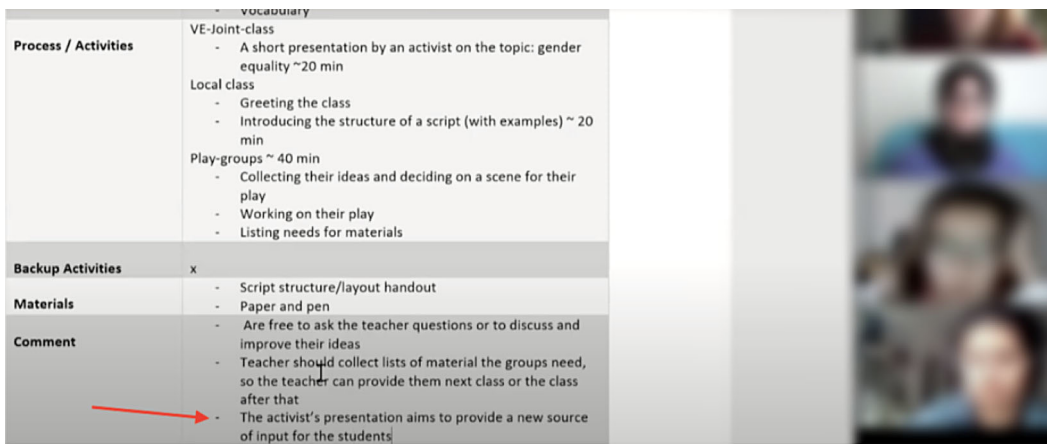 - Vocabulary
Process / Activities
VE-Joint-class
- A short presentation by an activist on the topic: gender
equality ~20 min
Local class
- Greeting the class
- Introducing the structure of a script (with examples) ~ 20
min
Play-groups ~ 40 min
- Collecting their ideas and deciding on a scene for their
play
- Working on their play
- Listing needs for materials
Backup Activities
x
Materials
- Script structure/layout handout
- Paper and pen
Comment
- Are free to ask the teacher questions or to discuss and
improve their ideas
- Teacher should collect lists of material the groups need,
so the teacher can provide them next class or the class
after that
- The activist's presentation aims to provide a new source
of input for the students